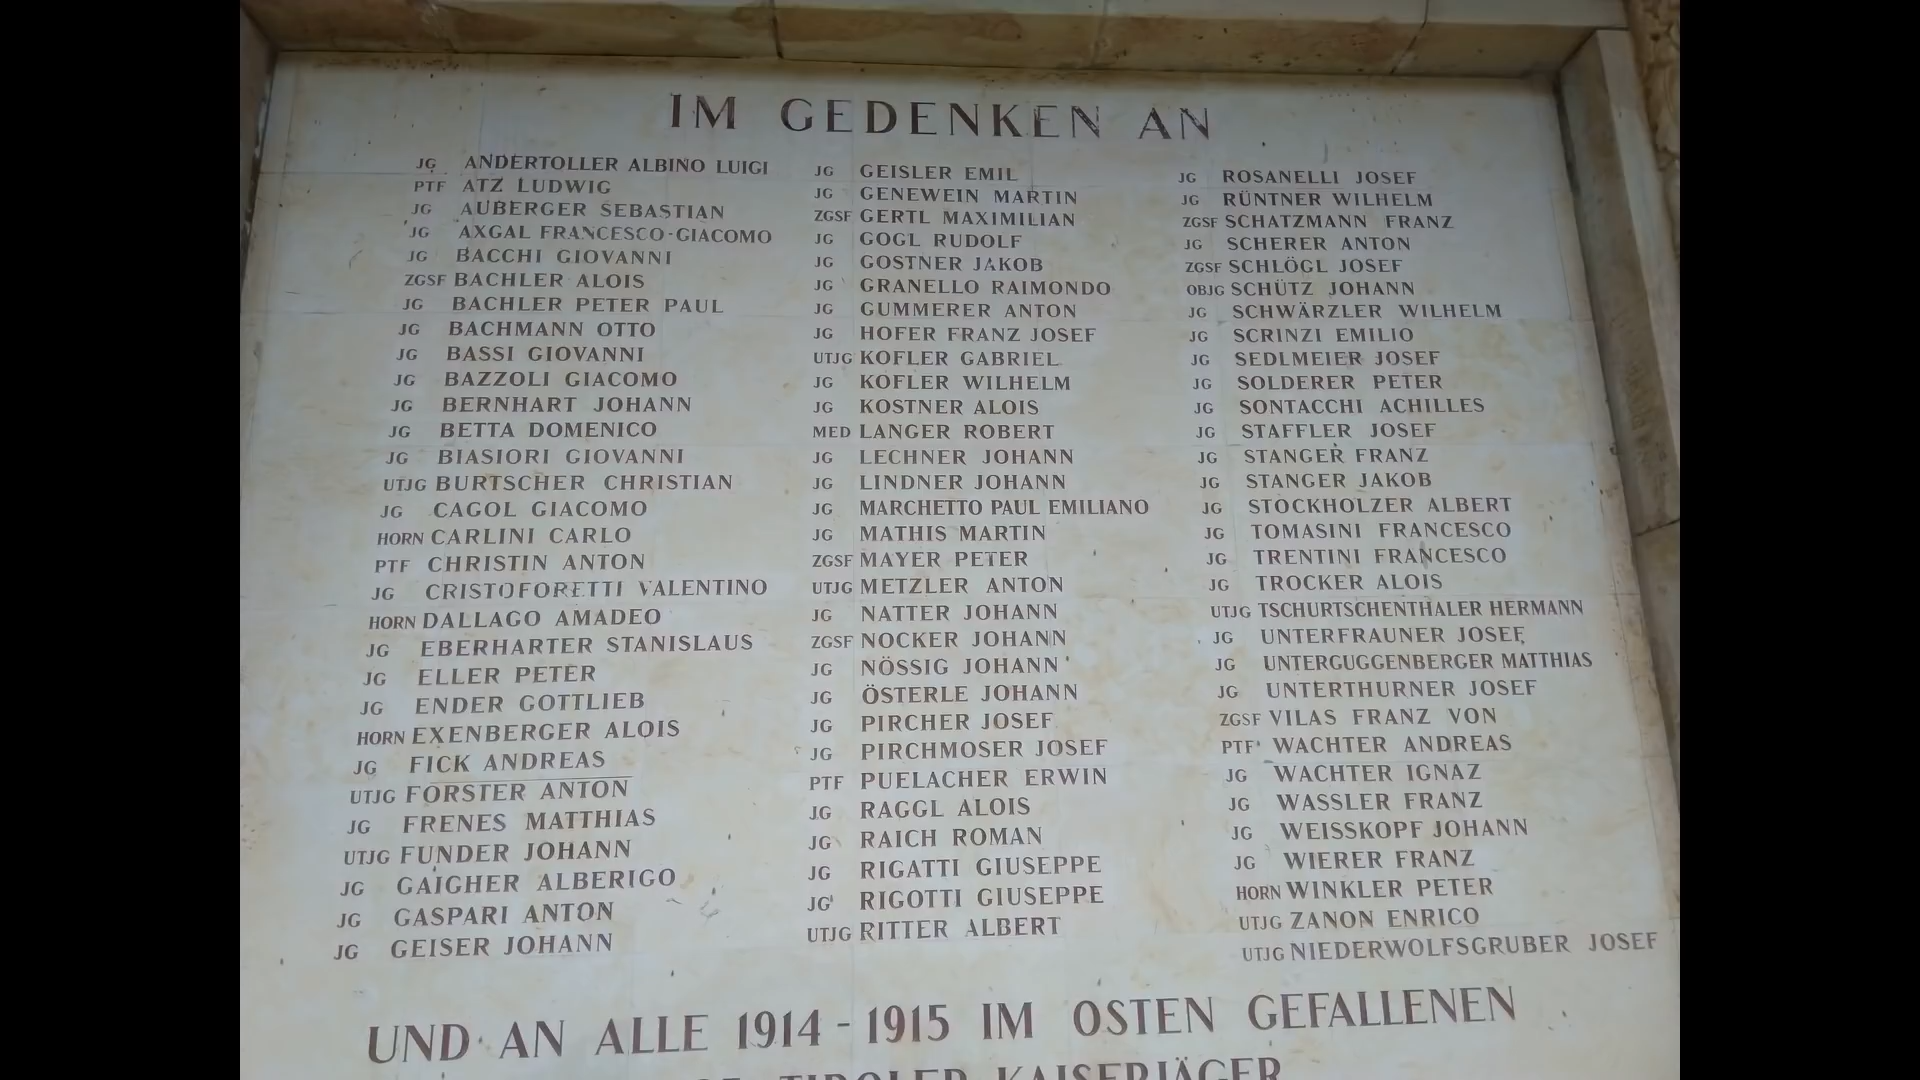 IM GEDENKEN AN
JG ANDERTOLLER ALBINO LUIGI
PTF ATZ LUDWIG
JG AUBERGER SEBASTIAN
JG AXGAL FRANCESCO-GIACOMO
JG BACCHI GIOVANNI
ZGSF BACHLER ALOIS
JG BACHLER PETER PAUL
JG BACHMANN OTTO
JG BASSI GIOVANNI
JG BAZZOLI GIACOMO
JG BERNHART JOHANN
JG BETTA DOMENICO
JG BIASIORI GIOVANNI
UTJG BURTSCHER CHRISTIAN
JG CAGOL GIACOMO
HORN CARLINI CARLO
PTF CHRISTIN ANTON
JG CRISTOFORETTI VALENTINO
HORN DALLAGO AMADEO
JG EBERHARTER STANISLAUS
JG ELLER PETER
JG ENDER GOTTLIEB
HORN EXENBERGER ALOIS
JG FICK ANDREAS
UTJG FORSTER ANTON
JG FRENES MATTHIAS
UTJG FUNDER JOHANN
JG GAIGHER ALBERIGO
JG GASPARI ANTON
JG GEISER JOHANN
JG GEISLER EMIL
JG GENEWEIN MARTIN
ZGSF GERTL MAXIMILIAN
JG GOGL RUDOLF
JG GOSTNER JAKOB
JG GRANELLO RAIMONDO
JG GUMMERER ANTON
JG HOFER FRANZ JOSEF
UTJG KOFLER GABRIEL
JG KOFLER WILHELM
JG KOSTNER ALOIS
MED LANGER ROBERT
JG LECHNER JOHANN
JG LINDNER JOHANN
JG MARCHETTO PAUL EMILIANO
JG MATHIS MARTIN
ZGSF MAYER PETER
UTJG METZLER ANTON
JG NATTER JOHANN
ZGSF NOCKER JOHANN
JG NÖSSIG JOHANN
JG ÖSTERLE JOHANN
JG PIRCHER JOSEF
JG PIRCHMOSER JOSEF
PTF PUELACHER ERWIN
JG RAGGL ALOIS
JG RAICH ROMAN
JG RIGATTI GIUSEPPE
JG RIGOTTI GIUSEPPE
UTJG RITTER ALBERT
JG ROSANELLI JOSEF
JG RÜNTNER WILHELM
ZGSF SCHATZMANN FRANZ
JG SCHERER ANTON
ZGSF SCHLÖGL JOSEF
OBJG SCHÜTZ JOHANN
JG SCHWÄRZLER WILHELM
JG SCRINZI EMILIO
JG SEDLMEIER JOSEF
JG SOLDERER PETER
JG SONTACCHI ACHILLES
JG STAFFLER JOSEF
JG STANGER FRANZ
JG STANGER JAKOB
JG STOCKHOLZER ALBERT
JG TOMASINI FRANCESCO
JG TRENTINI FRANCESCO
JG TROCKER ALOIS
UTJG TSCHURTSCHENTHALER HERMANN
JG UNTERFRAUNER JOSEF
JG UNTERGUGGENBERGER MATTHIAS
JG UNTERTHURNER JOSEF
ZGSF VILAS FRANZ VON
PTF WACHTER ANDREAS
JG WACHTER IGNAZ
JG WASSLER FRANZ
JG WEISSKOPF JOHANN
JG WIERER FRANZ
HORN WINKLER PETER
UTJG ZANON ENRICO
UTJG NIEDERWOLFSGRUBER JOSEF
UND AN ALLE 1914-1915 IM OSTEN GEFALLENEN
TIROLER KAISERJÄGER